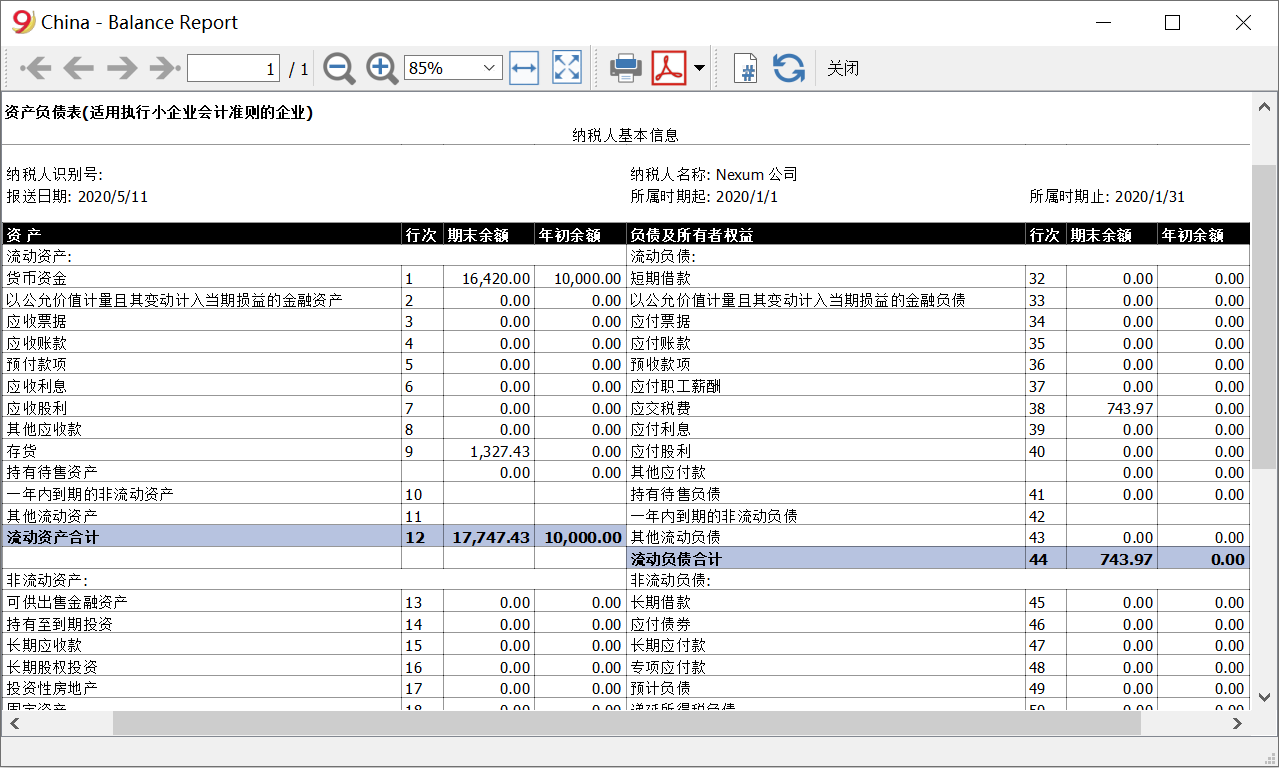 China - Balance Report
1 / 1 85% 关闭
资产负债表(适用执行小企业会计准则的企业)
纳税人基本信息
纳税人识别号: 纳税人名称: Nexum 公司
报送日期: 2020/5/11 所属时期起: 2020/1/1 所属时期止: 2020/1/31
资 产 行次 期末余额 年初余额 负债及所有者权益 行次 期末余额 年初余额
流动资产: 流动负债:
货币资金 1 16,420.00 10,000.00 短期借款 32 0.00 0.00
以公允价值计量且其变动计入当期损益的金融资产 2 0.00 0.00 以公允价值计量且其变动计入当期损益的金融负债 33 0.00 0.00
应收票据 3 0.00 0.00 应付票据 34 0.00 0.00
应收账款 4 0.00 0.00 应付账款 35 0.00 0.00
预付款项 5 0.00 0.00 预收款项 36 0.00 0.00
应收利息 6 0.00 0.00 应付职工薪酬 37 0.00 0.00
应收股利 7 0.00 0.00 应交税费 38 743.97 0.00
其他应收款 8 0.00 0.00 应付利息 39 0.00 0.00
存货 9 1,327.43 0.00 应付股利 40 0.00 0.00
持有待售资产 0.00 0.00 其他应付款 0.00 0.00
一年内到期的非流动资产 10 持有待售负债 41 0.00 0.00
其他流动资产 11 一年内到期的非流动负债 42
流动资产合计 12 17,747.43 10,000.00 其他流动负债 43 0.00 0.00
流动负债合计 44 743.97 0.00
非流动资产: 非流动负债:
可供出售金融资产 13 0.00 0.00 长期借款 45 0.00 0.00
持有至到期投资 14 0.00 0.00 应付债券 46 0.00 0.00
长期应收款 15 0.00 0.00 长期应付款 47 0.00 0.00
长期股权投资 16 0.00 0.00 专项应付款 48 0.00 0.00
投资性房地产 17 0.00 0.00 预计负债 49 0.00 0.00
固定资产 18 0.00 0.00 递延所得税负债 50 0.00 0.00